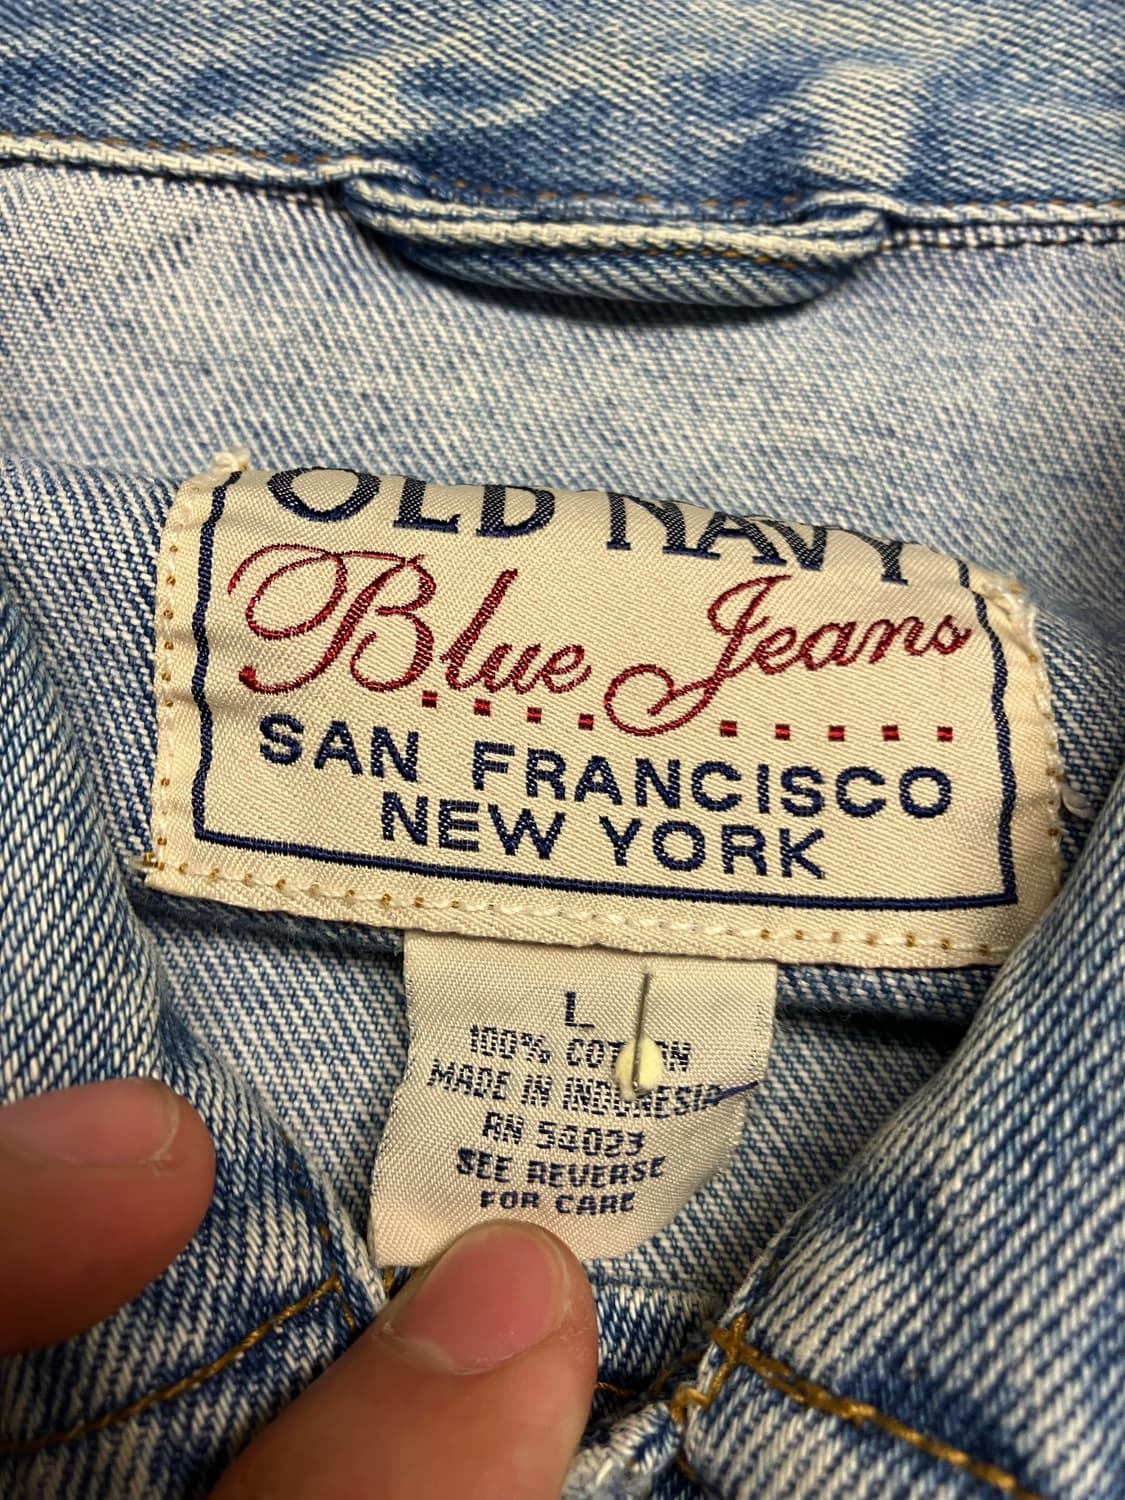 OLD NAVY
Blue Jeans
SAN FRANCISCO
NEW YORK
L
100% COTTON
MADE IN INDONESIA
RN 54023
SEE REVERSE
FOR CARE